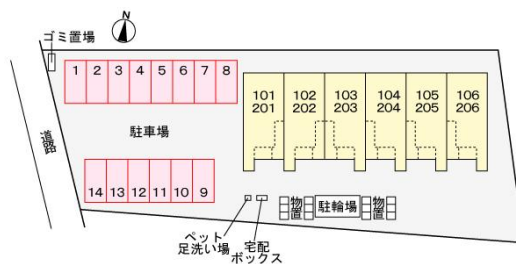 N
ゴミ置場
1 2 3 4 5 6 7 8
101 102 103 104 105 106
201 202 203 204 205 206
道路
駐車場
14 13 12 11 10 9
物置
駐輪場
物置
ペット
足洗い場
宅配
ボックス